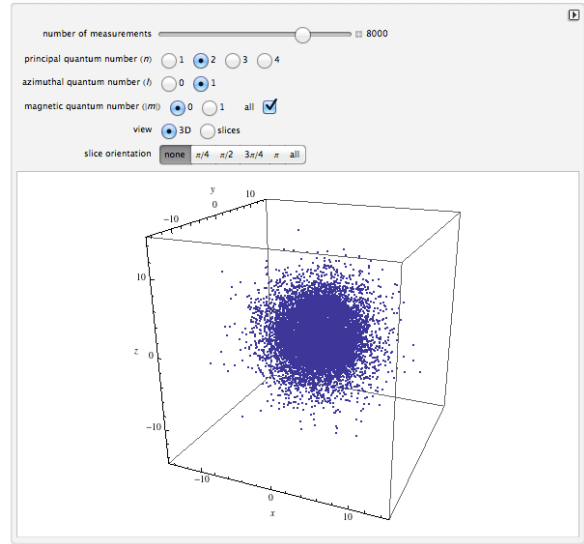 number of measurements 8000
principal quantum number (n) 1 2 3 4
azimuthal quantum number (l) 0 1
magnetic quantum number (|m|) 0 1 all
view 3D slices
slice orientation none π/4 π/2 3π/4 π all
y
10
0
-10
10
z 0
-10
-10
0
10
x